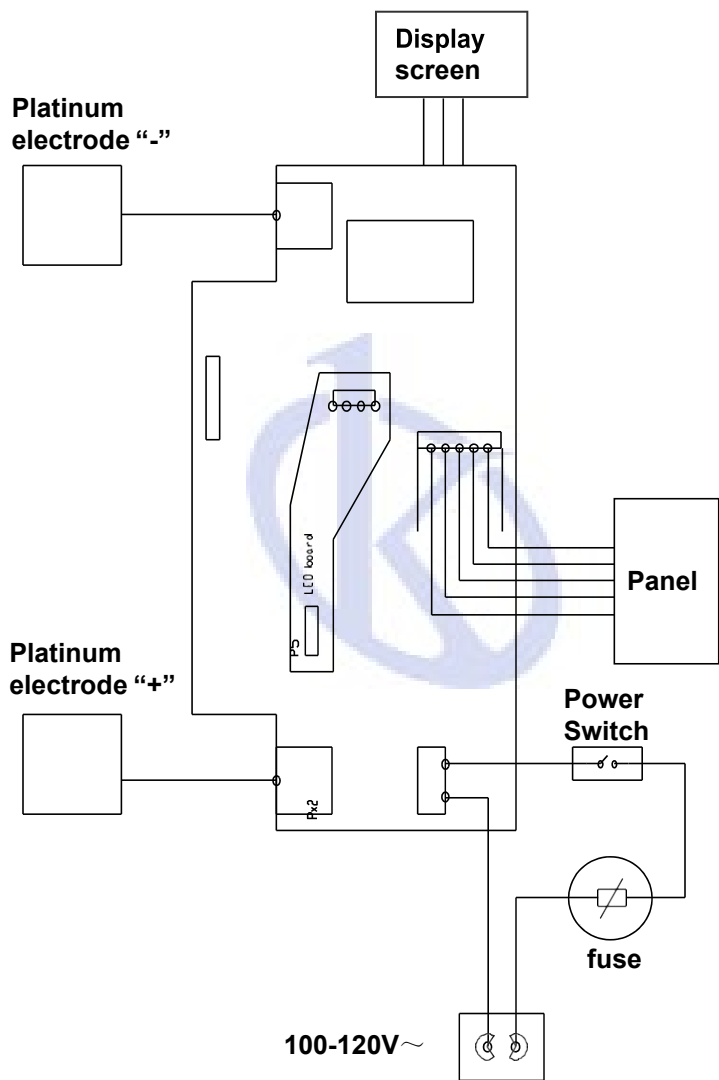 Display
screen
Platinum
electrode “-”
LED board
P5
Panel
Platinum
electrode “+”
Power
Switch
Px2
fuse
100-120V～